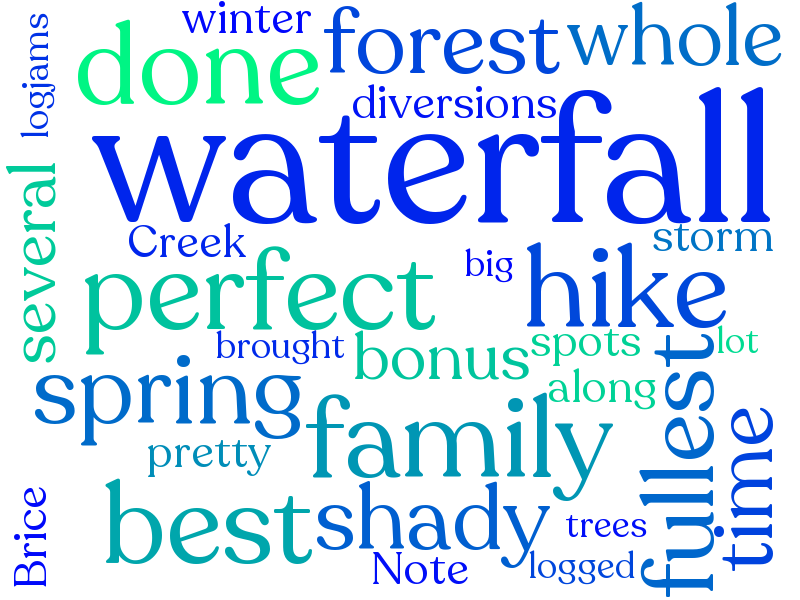 winter
forest
whole
logjams
done
diversions
waterfall
several
Creek
storm
big
perfect
hike
brought
bonus
spots
lot
spring
along
fullest
family
time
pretty
best
shady
Brice
trees
Note
logged